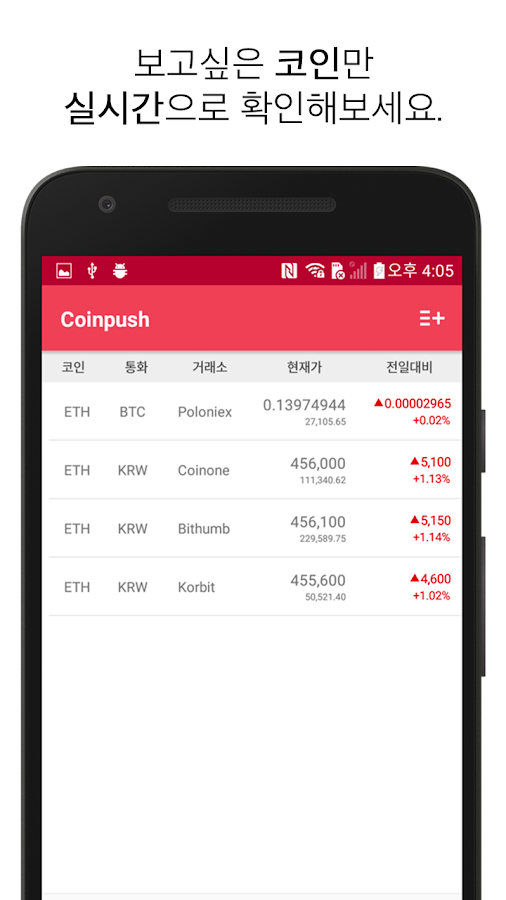 보고싶은 코인만
실시간으로 확인해보세요.
오후 4:05
Coinpush
코인 통화 거래소 현재가 전일대비
ETH BTC Poloniex 0.13974944 ▲0.00002965
27,105.65 +0.02%
ETH KRW Coinone 456,000 ▲5,100
111,340.62 +1.13%
ETH KRW Bithumb 456,100 ▲5,150
229,589.75 +1.14%
ETH KRW Korbit 455,600 ▲4,600
50,521.40 +1.02%